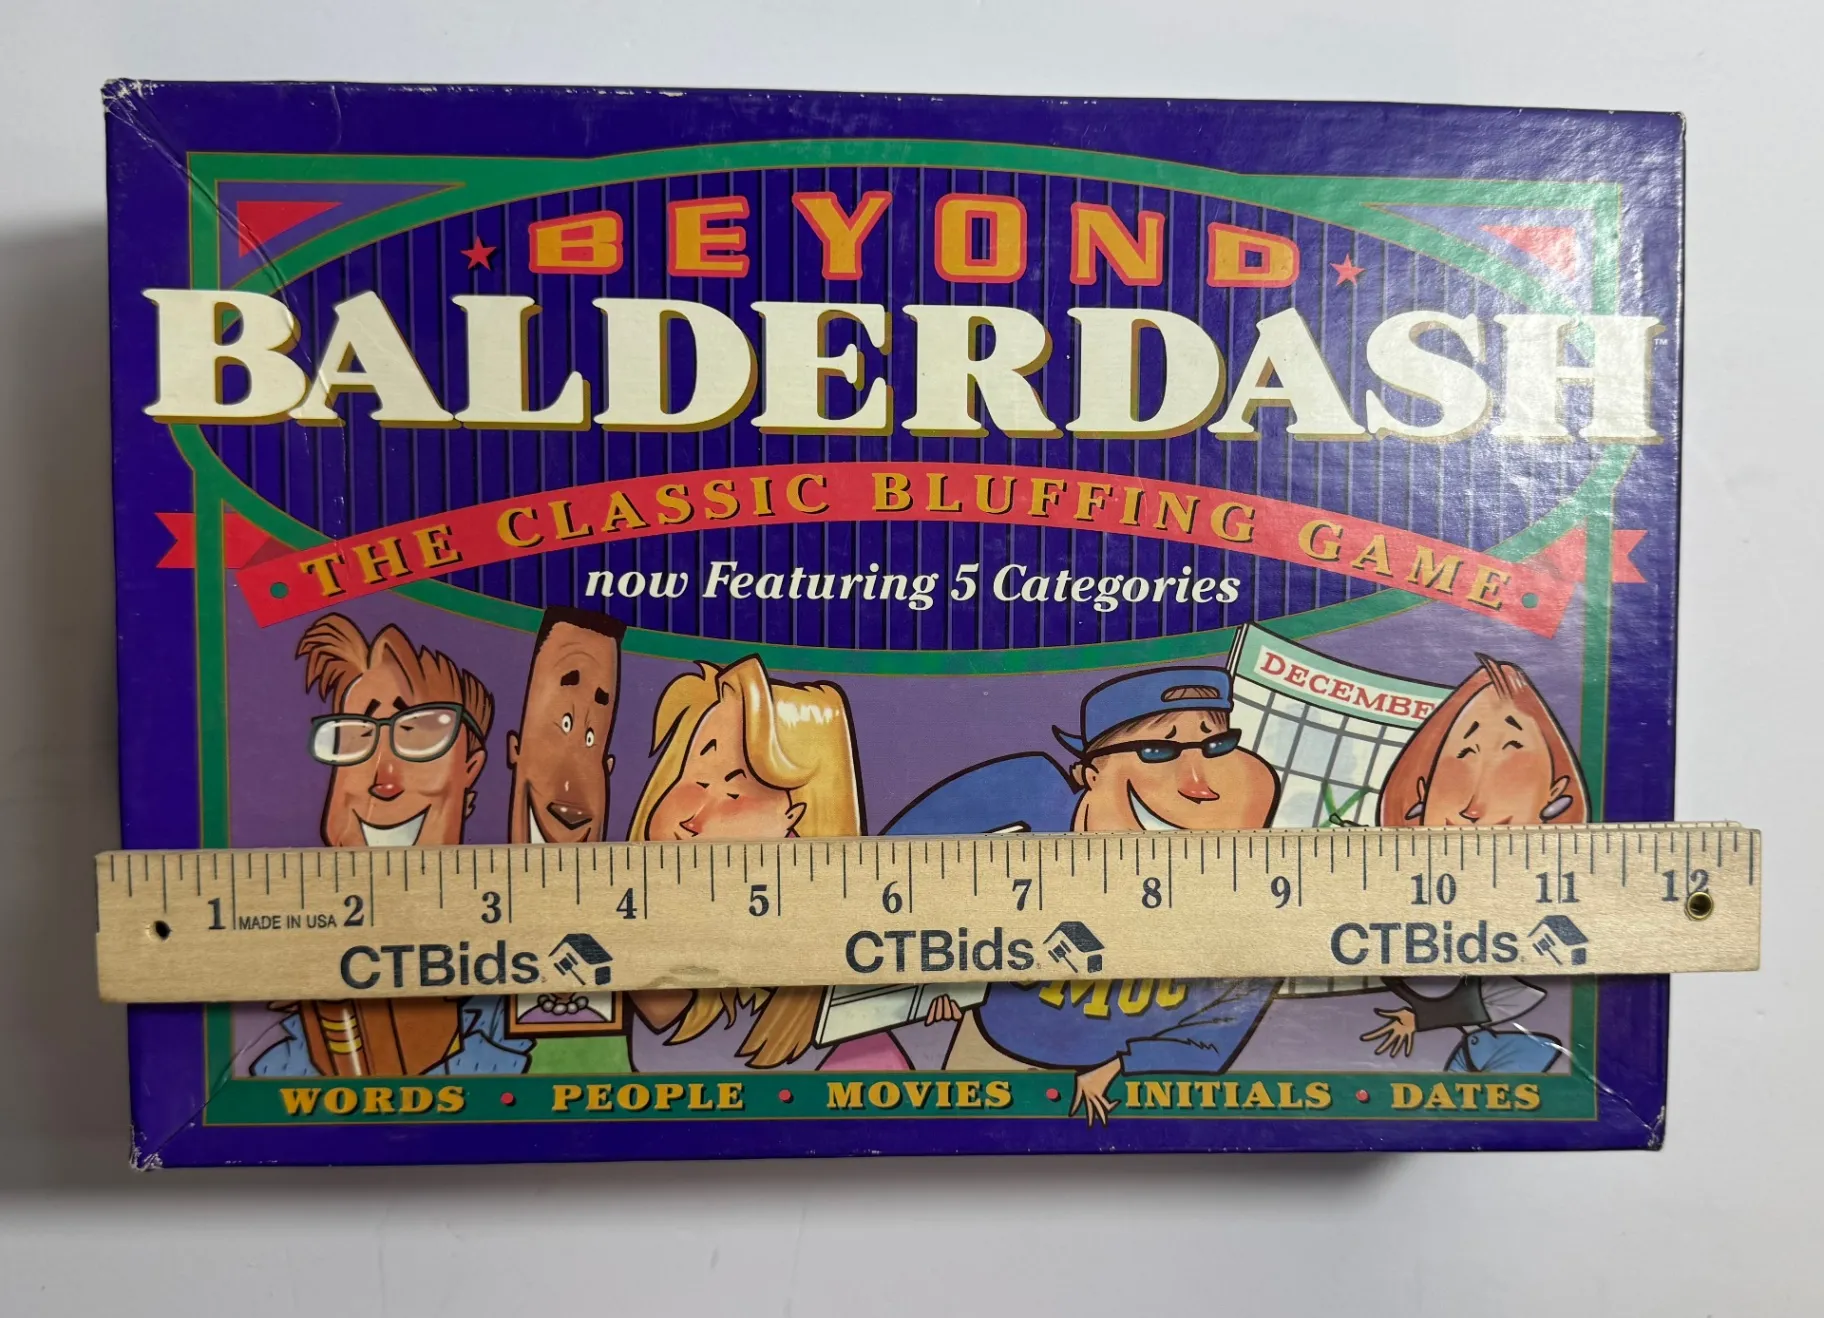 BEYOND
BALDERDASH™
THE CLASSIC BLUFFING GAME
now Featuring 5 Categories
DECEMBE
1 2 3 4 5 6 7 8 9 10 11 12
MADE IN USA
CTBids. CTBids. CTBids.
WORDS • PEOPLE • MOVIES • INITIALS • DATES